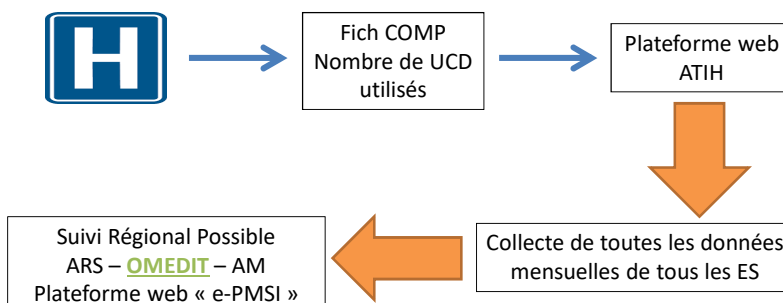 H
Fich COMP
Nombre de UCD
utilisés
Plateforme web
ATIH
Collecte de toutes les données
mensuelles de tous les ES
Suivi Régional Possible
ARS – OMEDIT – AM
Plateforme web « e-PMSI »